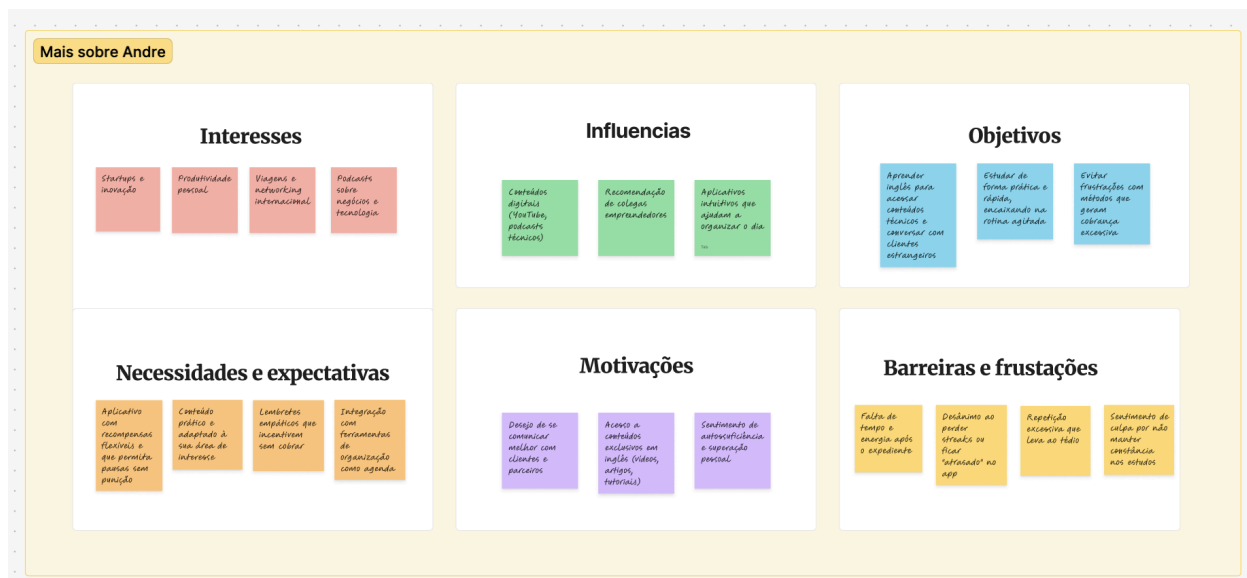 Mais sobre Andre
Interesses
Startups e
inovação
Produtividade
pessoal
Viagens e
networking
internacional
Podcasts
sobre
negócios e
tecnologia
Influencias
Conteúdos
digitais
(YouTube,
podcasts
técnicos)
Recomendação
de colegas
empreendedores
Aplicativos
intuitivos que
ajudam a
organizar o dia
Objetivos
Aprender
inglês para
acessar
conteúdos
técnicos e
conversar com
clientes
estrangeiros
Estudar de
forma prática e
rápida,
encaixando na
rotina agitada
Evitar
frustrações com
métodos que
geram
cobrança
excessiva
Necessidades e expectativas
Aplicativo
com
recompensas
flexíveis e
que permita
pausas sem
punição
Conteúdo
prático e
adaptado à
sua área de
interesse
Lembretes
empáticos que
incentivem
sem cobrar
Integração
com
ferramentas
de
organização
como agenda
Motivações
Desejo de se
comunicar
melhor com
clientes e
parceiros
Acesso a
conteúdos
exclusivos em
inglês (vídeos,
artigos,
tutoriais)
Sentimento de
autossuficiência
e superação
pessoal
Barreiras e frustações
Falta de
tempo e
energia após
o expediente
Desânimo ao
perder
streaks ou
ficar
"atrasado" no
app
Repetição
excessiva que
leva ao tédio
Sentimento de
culpa por não
manter
constância
nos estudos